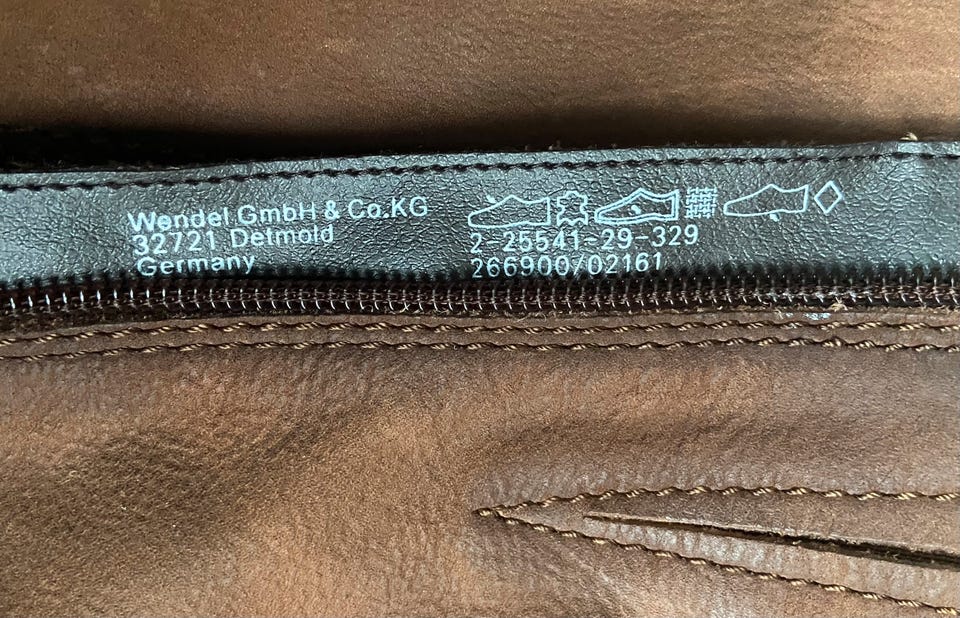 Wendel GmbH & Co.KG
32721 Detmold
Germany
2-25541-29-329
266900/02161